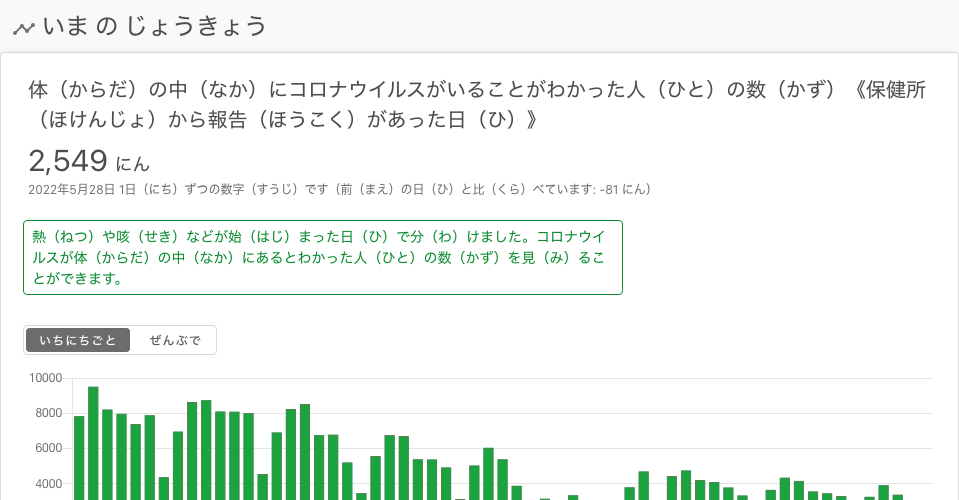 いま の じょうきょう
体（からだ）の中（なか）にコロナウイルスがいることがわかった人（ひと）の数（かず）《保健所
（ほけんじょ）から報告（ほうこく）があった日（ひ）》
2,549 にん
2022年5月28日 1日（にち）ずつの数字（すうじ）です（前（まえ）の日（ひ）と比（くら）べています: -81 にん）
熱（ねつ）や咳（せき）などが始（はじ）まった日（ひ）で分（わ）けました。コロナウイ
ルスが体（からだ）の中（なか）にあるとわかった人（ひと）の数（かず）を見（み）るこ
とができます。
いちにちごと ぜんぶで
10000
8000
6000
4000